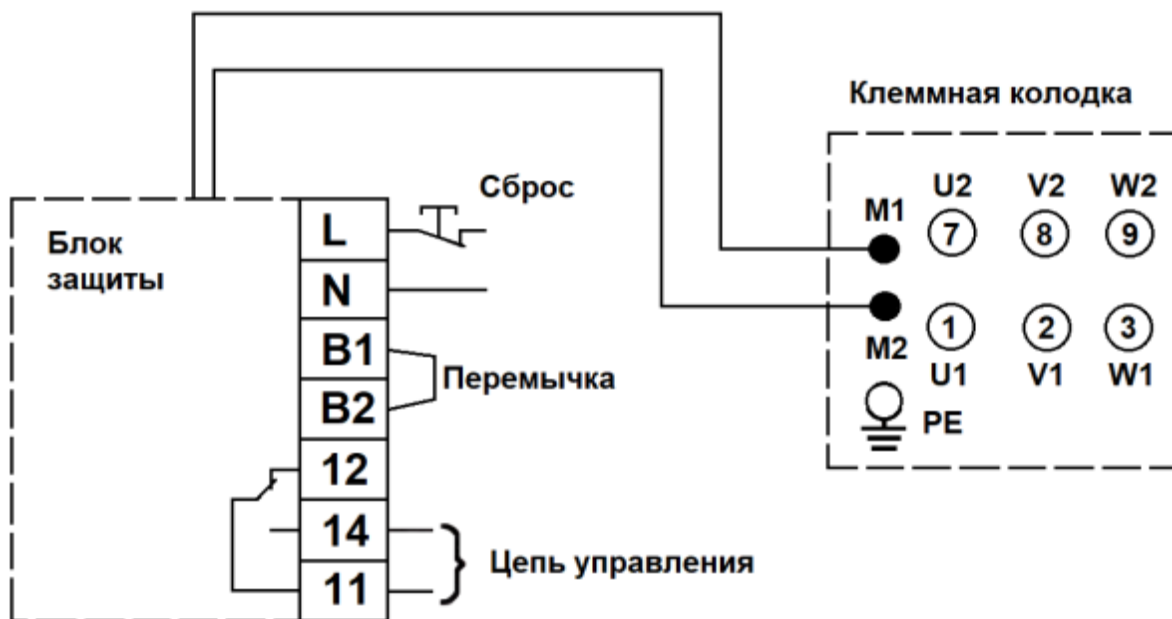 Клеммная колодка
Сброс
Блок
защиты
L
N
B1
B2
12
14
11
Перемычка
Цепь управления
U2 V2 W2
M1
7 8 9
1 2 3
M2
U1 V1 W1
PE